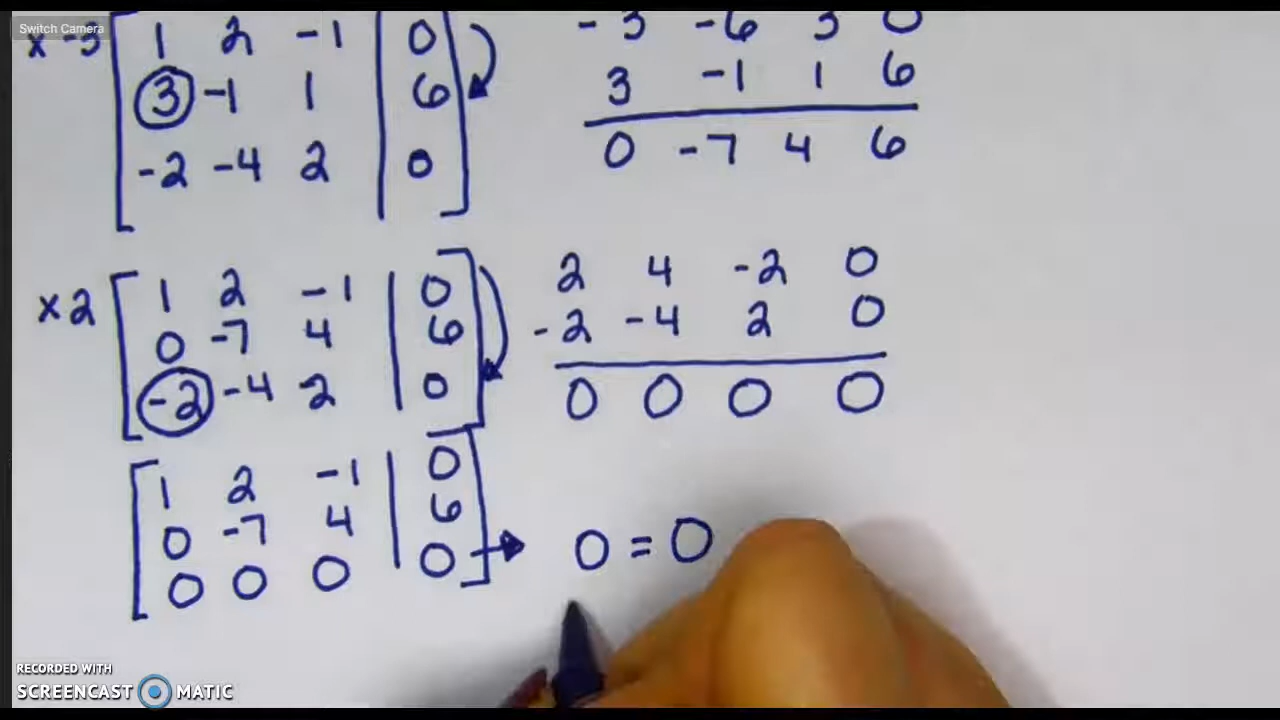 Switch Camera
x -3 [ 1 2 -1 | 0 ]
3 -1 1 | 6
-2 -4 2 | 0
-3 -6 3 0
3 -1 1 6
0 -7 4 6
x2 [ 1 2 -1 | 0 ]
0 -7 4 | 6
-2 -4 2 | 0
2 4 -2 0
-2 -4 2 0
0 0 0 0
[ 1 2 -1 | 0 ]
0 -7 4 | 6
0 0 0 | 0 → 0 = 0
RECORDED WITH
SCREENCAST MATIC